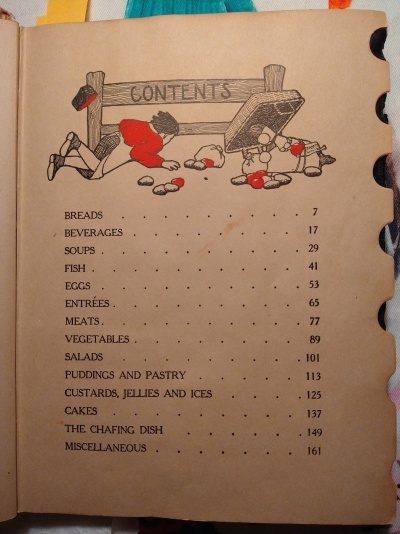 CONTENTS
BREADS . . . . . . . . . 7
BEVERAGES . . . . . . . . 17
SOUPS . . . . . . . . . 29
FISH . . . . . . . . . . 41
EGGS . . . . . . . . . 53
ENTRÉES . . . . . . . . . 65
MEATS . . . . . . . . . 77
VEGETABLES . . . . . . . . 89
SALADS . . . . . . . . . 101
PUDDINGS AND PASTRY . . . . . . 113
CUSTARDS, JELLIES AND ICES . . . . 125
CAKES . . . . . . . . . 137
THE CHAFING DISH . . . . . . 149
MISCELLANEOUS . . . . . . . 161